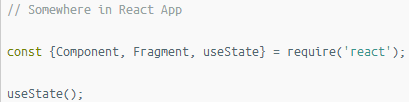 // Somewhere in React App
const {Component, Fragment, useState} = require('react');
useState();